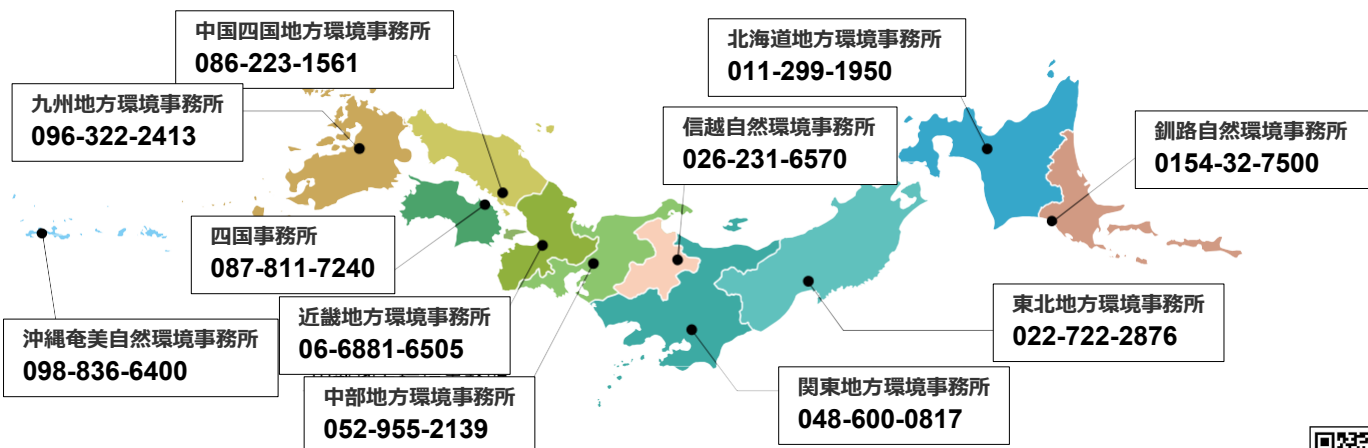 中国四国地方環境事務所
086-223-1561
北海道地方環境事務所
011-299-1950
九州地方環境事務所
096-322-2413
信越自然環境事務所
026-231-6570
釧路自然環境事務所
0154-32-7500
四国事務所
087-811-7240
近畿地方環境事務所
06-6881-6505
東北地方環境事務所
022-722-2876
沖縄奄美自然環境事務所
098-836-6400
中部地方環境事務所
052-955-2139
関東地方環境事務所
048-600-0817